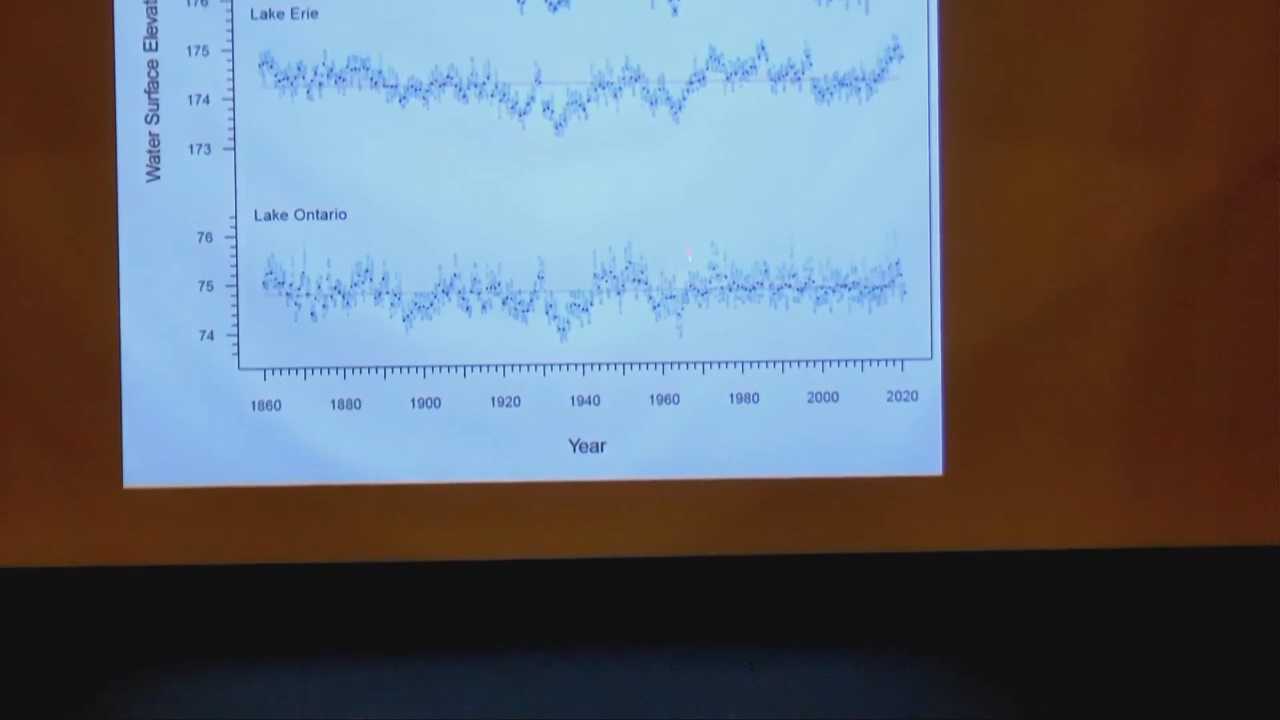 176
Lake Erie
175
174
173
Water Surface Elevat
Lake Ontario
76
75
74
1860 1880 1900 1920 1940 1960 1980 2000 2020
Year